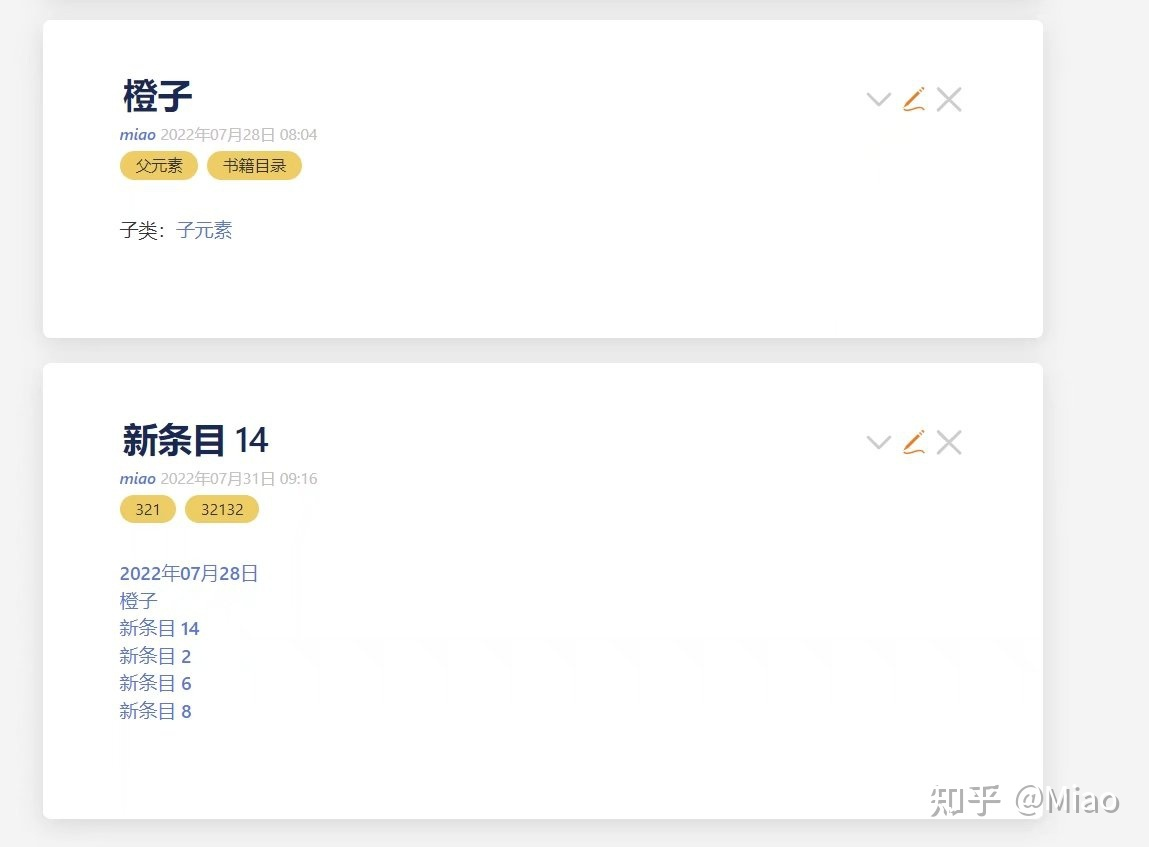 橙子
miao 2022年07月28日 08:04
父元素 书籍目录
子类：子元素
新条目 14
miao 2022年07月31日 09:16
321 32132
2022年07月28日
橙子
新条目 14
新条目 2
新条目 6
新条目 8
知乎 @Miao